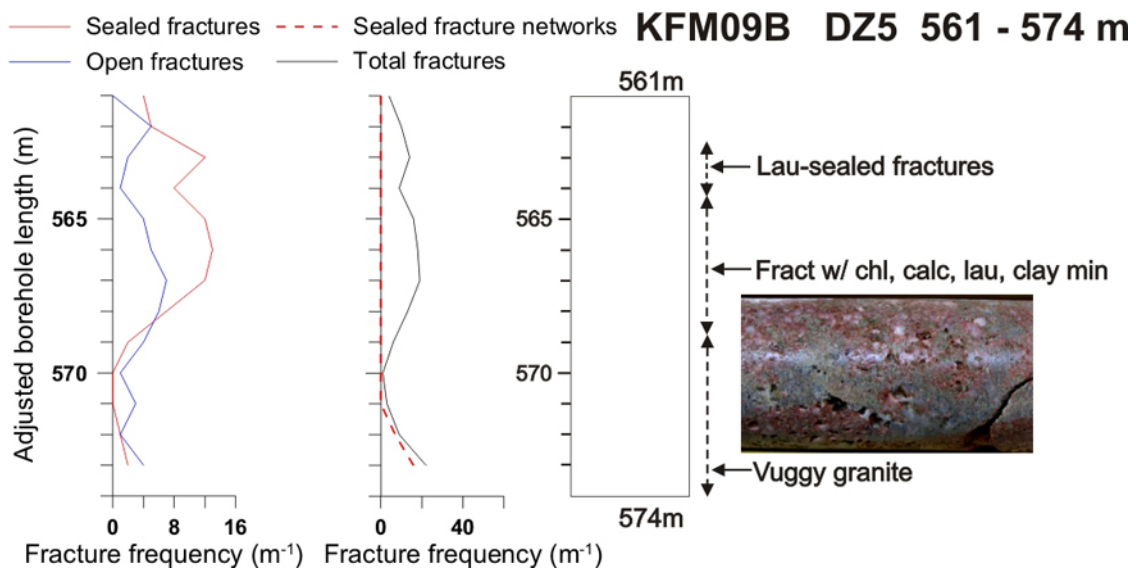 Sealed fractures
Sealed fracture networks
KFM09B DZ5 561 - 574 m
Open fractures
Total fractures
561m
Adjusted borehole length (m)
565
570
565
570
Lau-sealed fractures
Fract w/ chl, calc, lau, clay min
Vuggy granite
574m
0 8 16
0 40
Fracture frequency (m⁻¹)
Fracture frequency (m⁻¹)